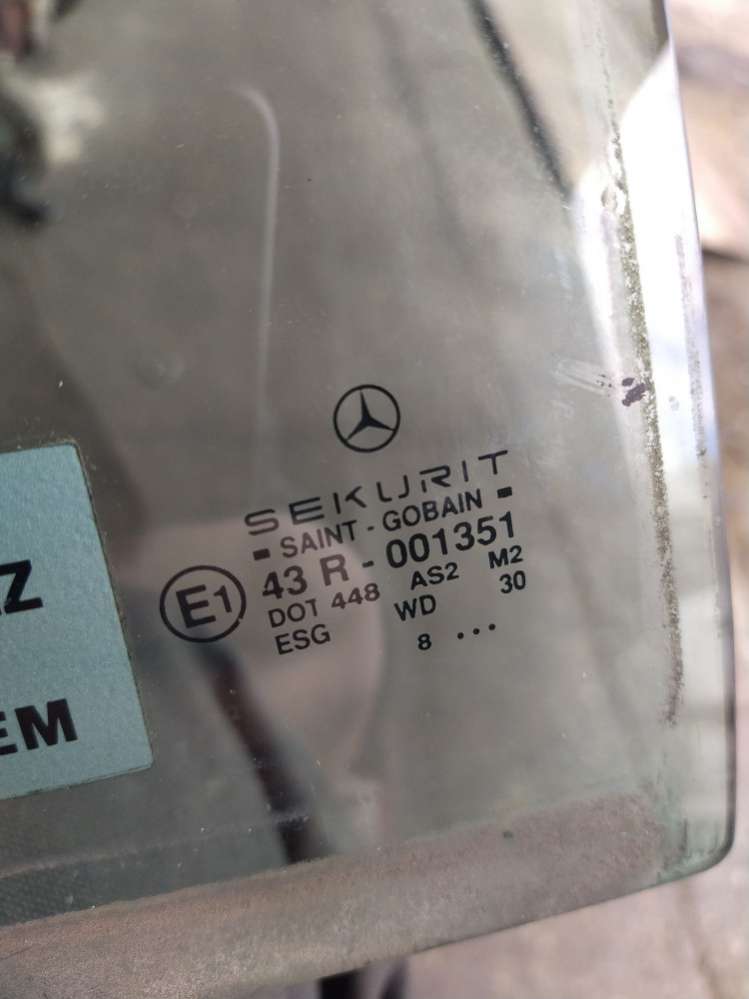 SEKURIT
▪ SAINT - GOBAIN ▪
E1 43 R - 001351
DOT 448 AS2 M2
ESG WD 30
8 ...
Z
EM